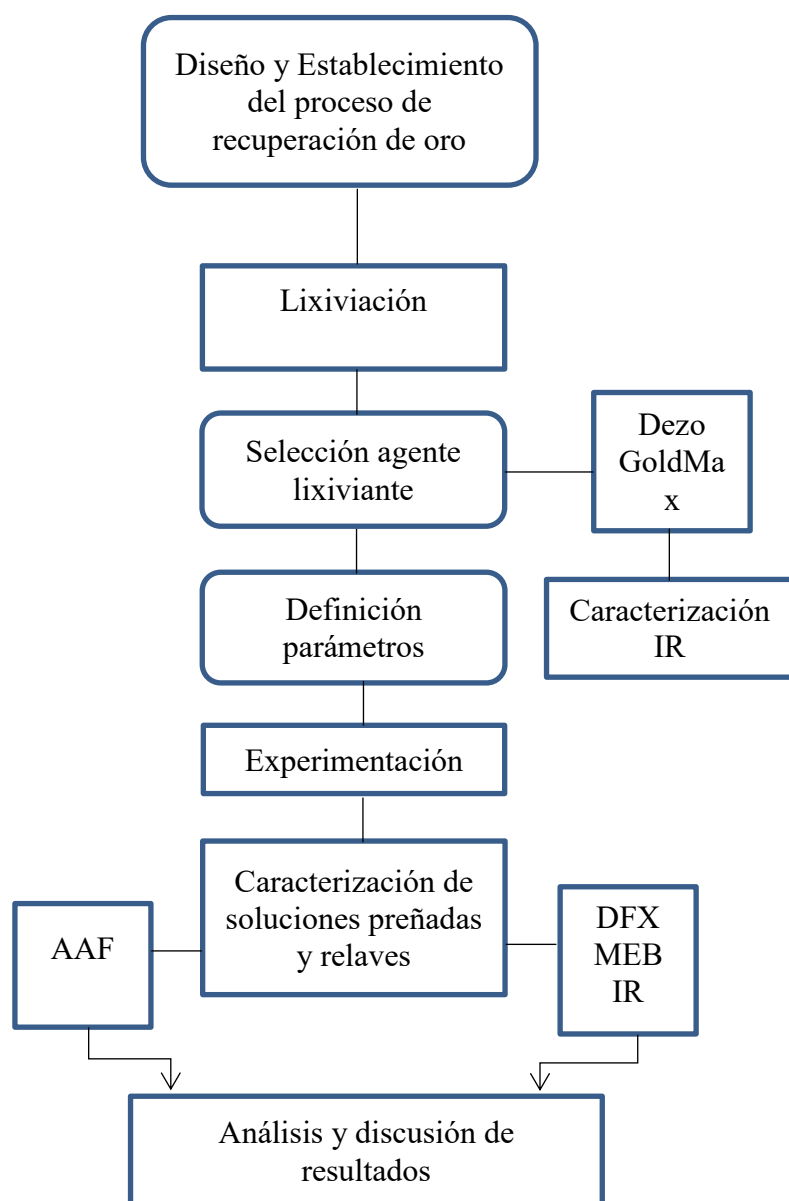 Diseño y Establecimiento
del proceso de
recuperación de oro
Lixiviación
Selección agente
lixiviante
Dezo
GoldMa
x
Definición
parámetros
Caracterización
IR
Experimentación
Caracterización de
soluciones preñadas
y relaves
AAF
DFX
MEB
IR
Análisis y discusión de
resultados